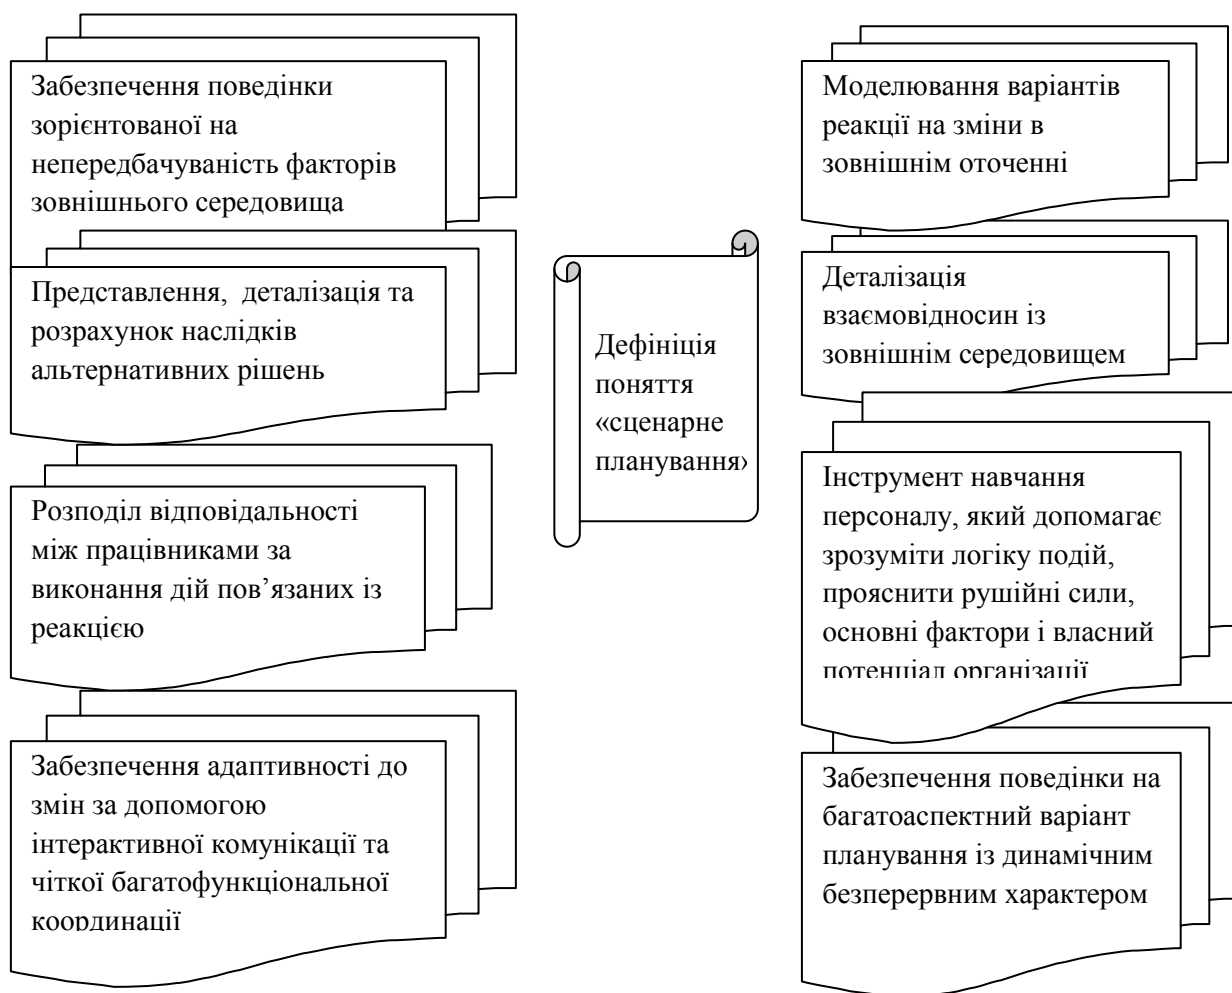 Забезпечення поведінки
зорієнтованої на
непередбачуваність факторів
зовнішнього середовища
Представлення, деталізація та
розрахунок наслідків
альтернативних рішень
Розподіл відповідальності
між працівниками за
виконання дій пов’язаних із
реакцією
Забезпечення адаптивності до
змін за допомогою
інтерактивної комунікації та
чіткої багатофункціональної
координації
Дефініція
поняття
«сценарне
планування»
Моделювання варіантів
реакції на зміни в
зовнішнім оточенні
Деталізація
взаємовідносин із
зовнішнім середовищем
Інструмент навчання
персоналу, який допомагає
зрозуміти логіку подій,
прояснити рушійні сили,
основні фактори і власний
потенціал організації
Забезпечення поведінки на
багатоаспектний варіант
планування із динамічним
безперервним характером